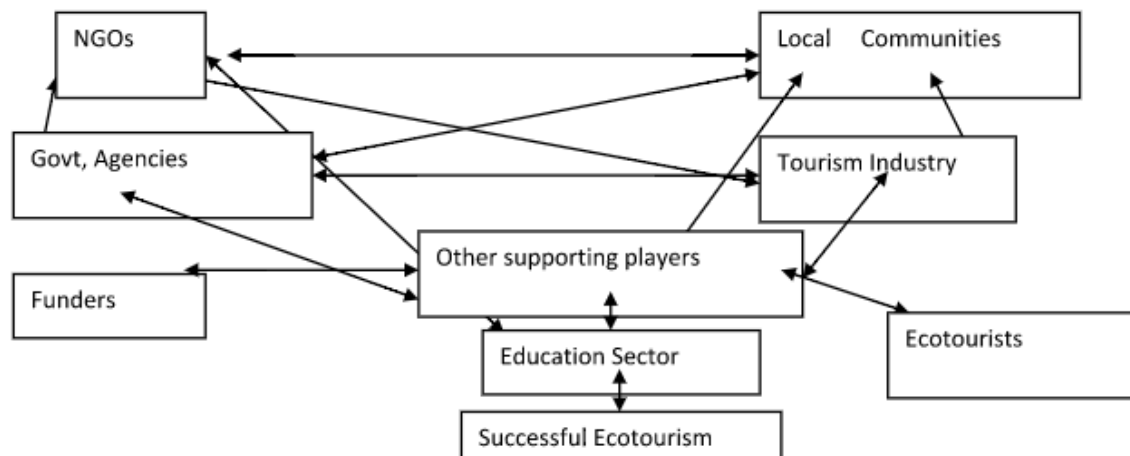 NGOs
Local Communities
Govt, Agencies
Tourism Industry
Other supporting players
Funders
Ecotourists
Education Sector
Successful Ecotourism